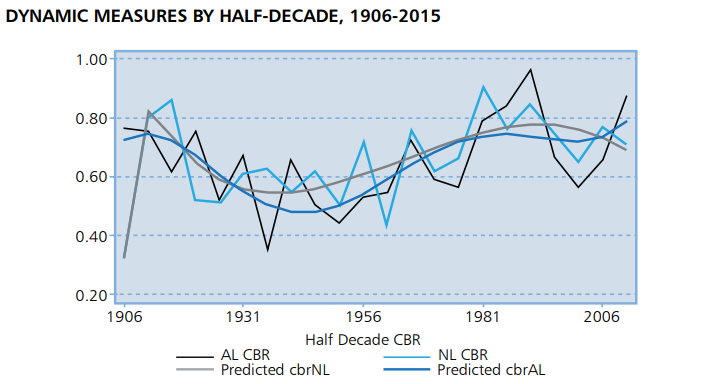 DYNAMIC MEASURES BY HALF-DECADE, 1906-2015
1.00
0.80
0.60
0.40
0.20
1906 1931 1956 1981 2006
Half Decade CBR
AL CBR NL CBR
Predicted cbrNL Predicted cbrAL